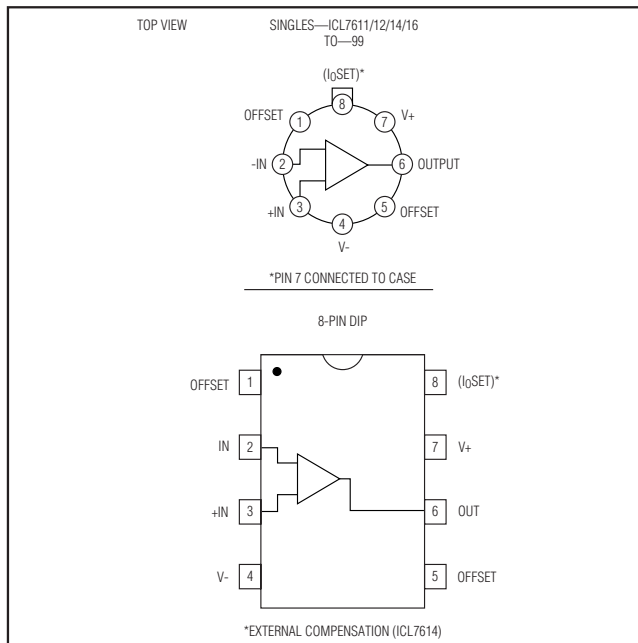 TOP VIEW
SINGLES—ICL7611/12/14/16
TO—99
(I0SET)*
8
OFFSET
1
7
V+
-IN
2
6
OUTPUT
+IN
3
5
OFFSET
4
V-
*PIN 7 CONNECTED TO CASE
8-PIN DIP
OFFSET
1
8
(I0SET)*
IN
2
7
V+
+IN
3
6
OUT
V-
4
5
OFFSET
*EXTERNAL COMPENSATION (ICL7614)